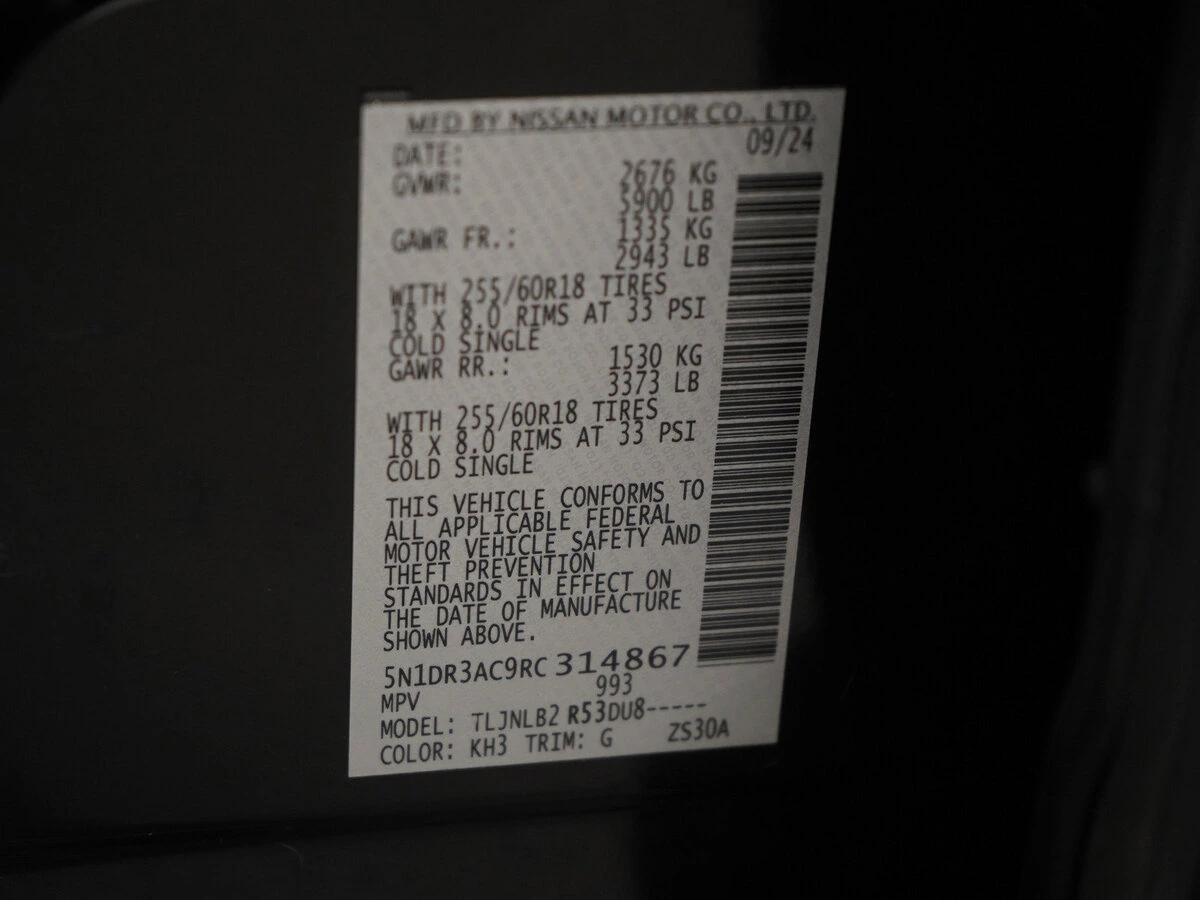 MFD BY NISSAN MOTOR CO., LTD.
DATE: 09/24
GVWR: 2676 KG
5900 LB
GAWR FR.: 1335 KG
2943 LB
WITH 255/60R18 TIRES
18 X 8.0 RIMS AT 33 PSI
COLD SINGLE
GAWR RR.: 1530 KG
3373 LB
WITH 255/60R18 TIRES
18 X 8.0 RIMS AT 33 PSI
COLD SINGLE
THIS VEHICLE CONFORMS TO
ALL APPLICABLE FEDERAL
MOTOR VEHICLE SAFETY AND
THEFT PREVENTION
STANDARDS IN EFFECT ON
THE DATE OF MANUFACTURE
SHOWN ABOVE.
5N1DR3AC9RC 314867
MPV 993
MODEL: TLJNLB2 R53DU8-----
COLOR: KH3 TRIM: G ZS30A